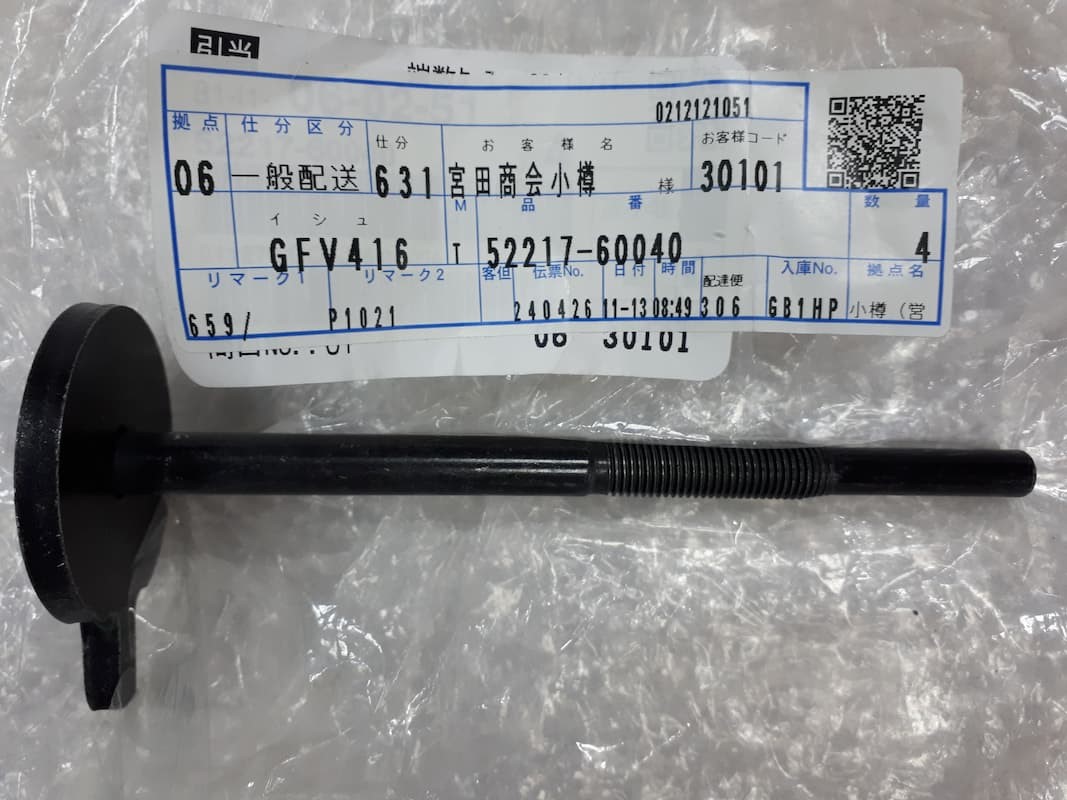 引当
0212121051
拠点 仕分区分 仕分 お客様名 お客様コード
06 一般配送 631 宮田商会小樽 様 30101
イシュ M 品番 数量
GFV416 T 52217-60040 4
リマーク1 リマーク2 客担 伝票No. 日付 時間 配達便 入庫No. 拠点名
659/ P1021 240426 11-13 08:49 306 GB1HP 小樽(営
06 30101